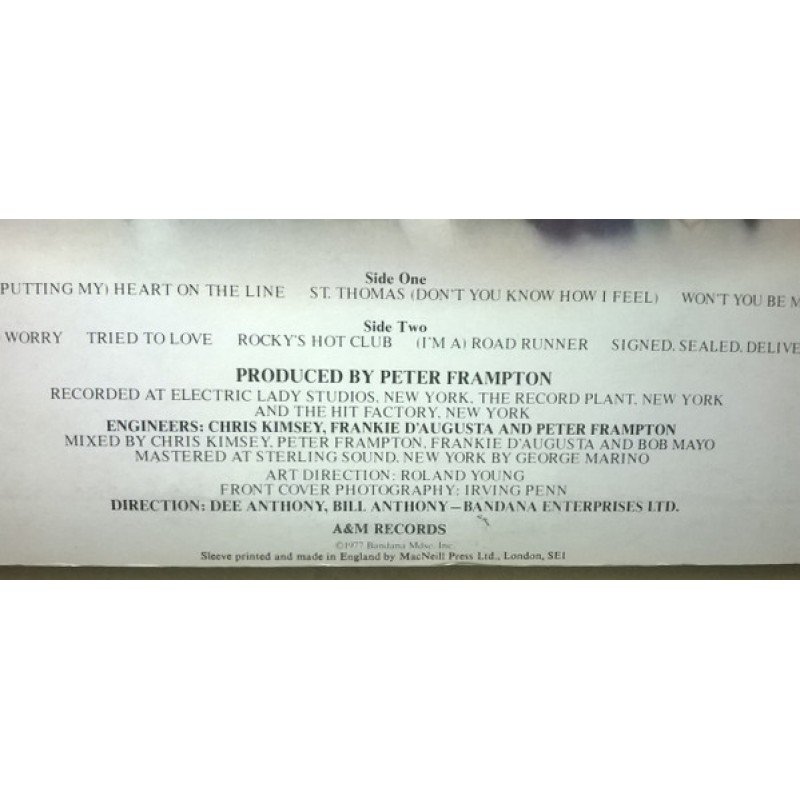 Side One
PUTTING MY) HEART ON THE LINE ST. THOMAS (DON'T YOU KNOW HOW I FEEL) WON'T YOU BE M
Side Two
WORRY TRIED TO LOVE ROCKY'S HOT CLUB (I'M A) ROAD RUNNER SIGNED, SEALED, DELIVE
PRODUCED BY PETER FRAMPTON
RECORDED AT ELECTRIC LADY STUDIOS, NEW YORK, THE RECORD PLANT, NEW YORK
AND THE HIT FACTORY, NEW YORK
ENGINEERS: CHRIS KIMSEY, FRANKIE D'AUGUSTA AND PETER FRAMPTON
MIXED BY CHRIS KIMSEY, PETER FRAMPTON, FRANKIE D'AUGUSTA AND BOB MAYO
MASTERED AT STERLING SOUND, NEW YORK BY GEORGE MARINO
ART DIRECTION: ROLAND YOUNG
FRONT COVER PHOTOGRAPHY: IRVING PENN
DIRECTION: DEE ANTHONY, BILL ANTHONY—BANDANA ENTERPRISES LTD.
A&M RECORDS
©1977 Bandana Mdse. Inc.
Sleeve printed and made in England by MacNeill Press Ltd., London, SE1